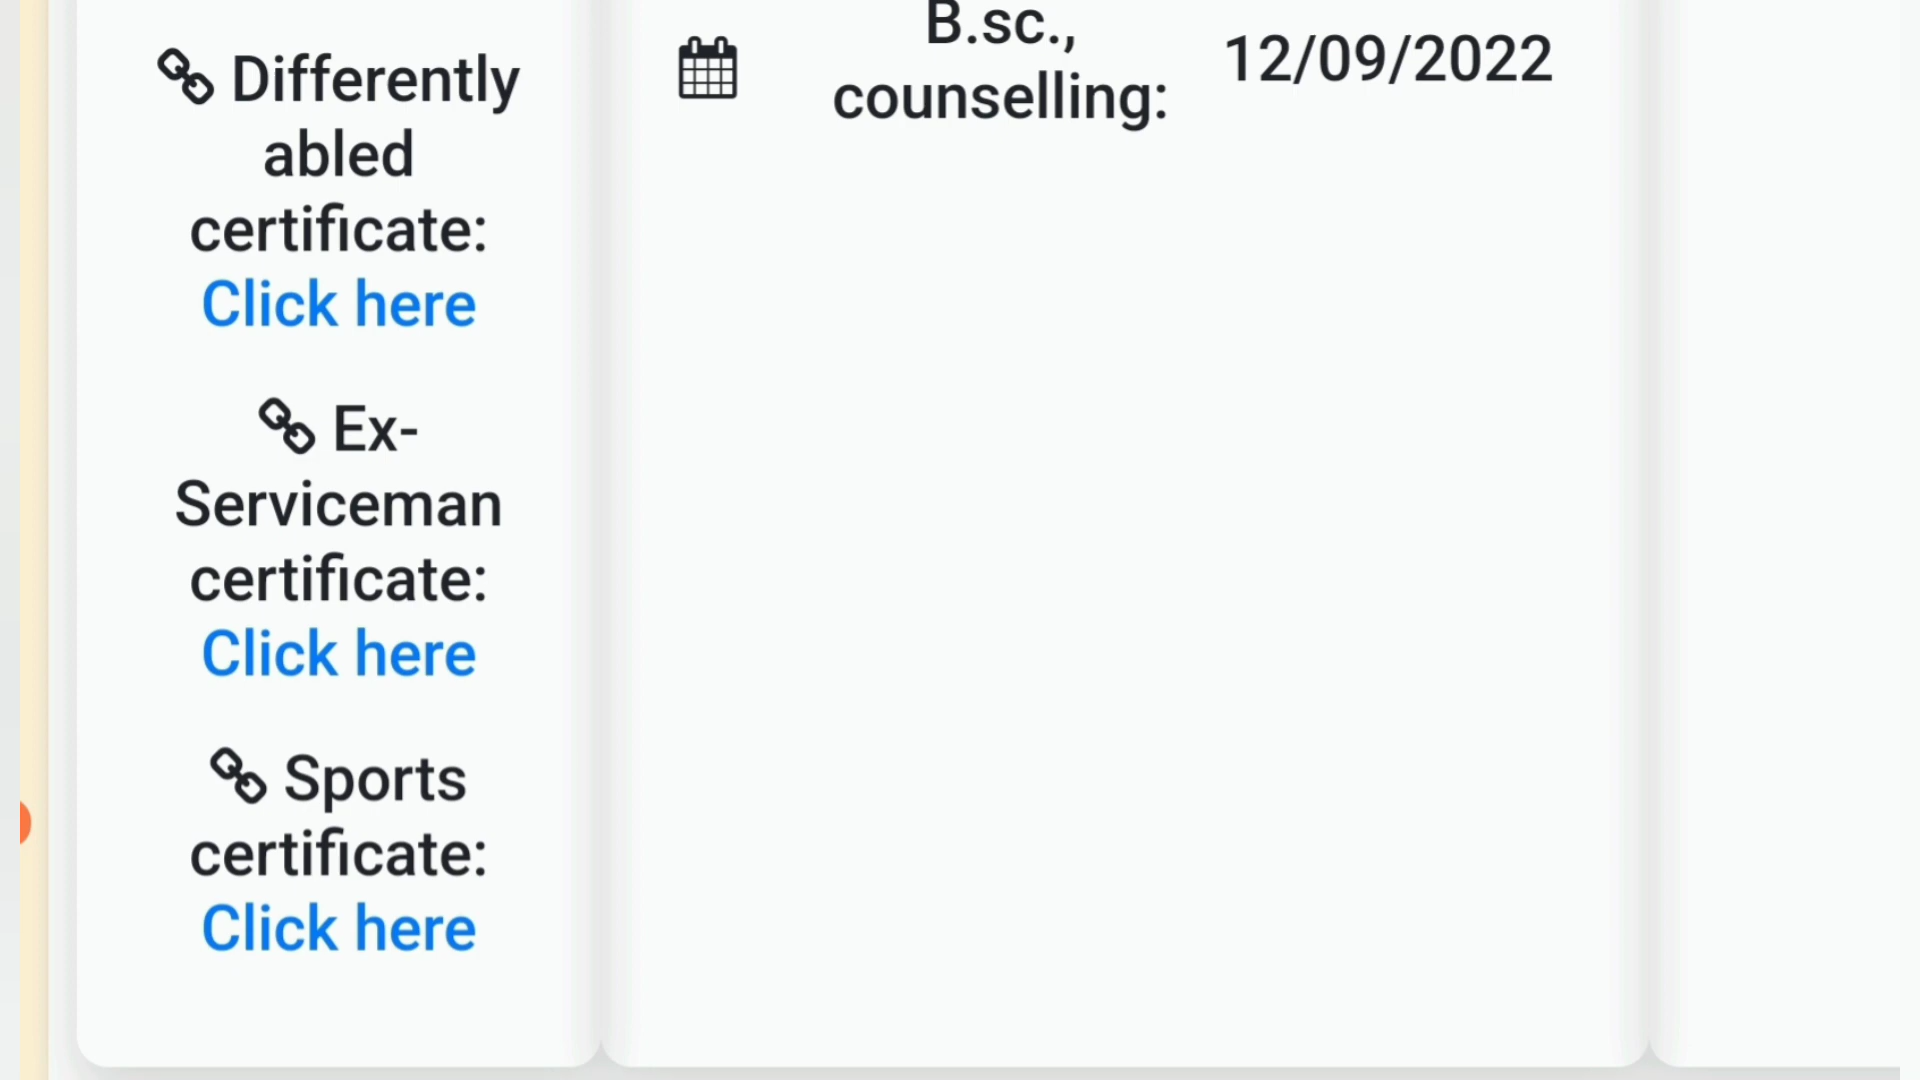 Differently
abled
certificate:
Click here
Ex-
Serviceman
certificate:
Click here
Sports
certificate:
Click here
B.sc.,
counselling:
12/09/2022